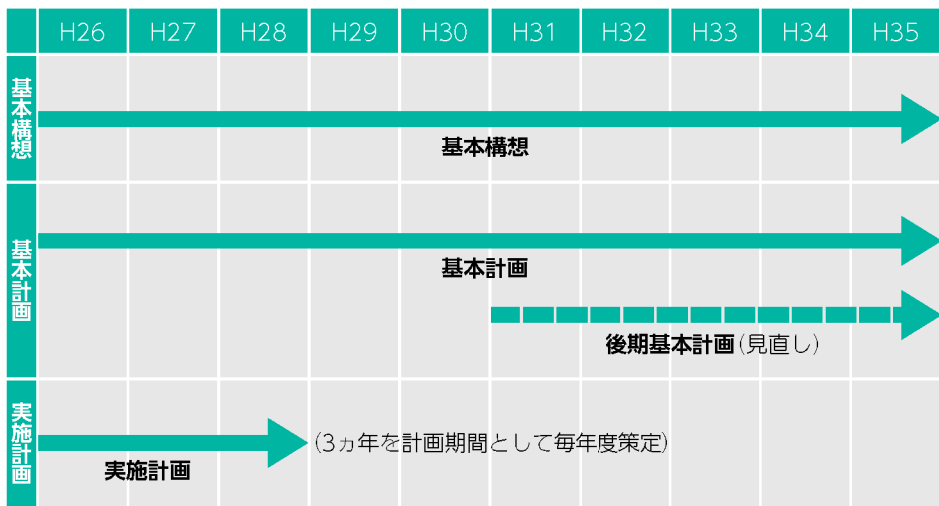 H26 H27 H28 H29 H30 H31 H32 H33 H34 H35
基本構想
基本構想
基本計画
基本計画
後期基本計画(見直し)
実施計画
(3ヵ年を計画期間として毎年度策定)
実施計画